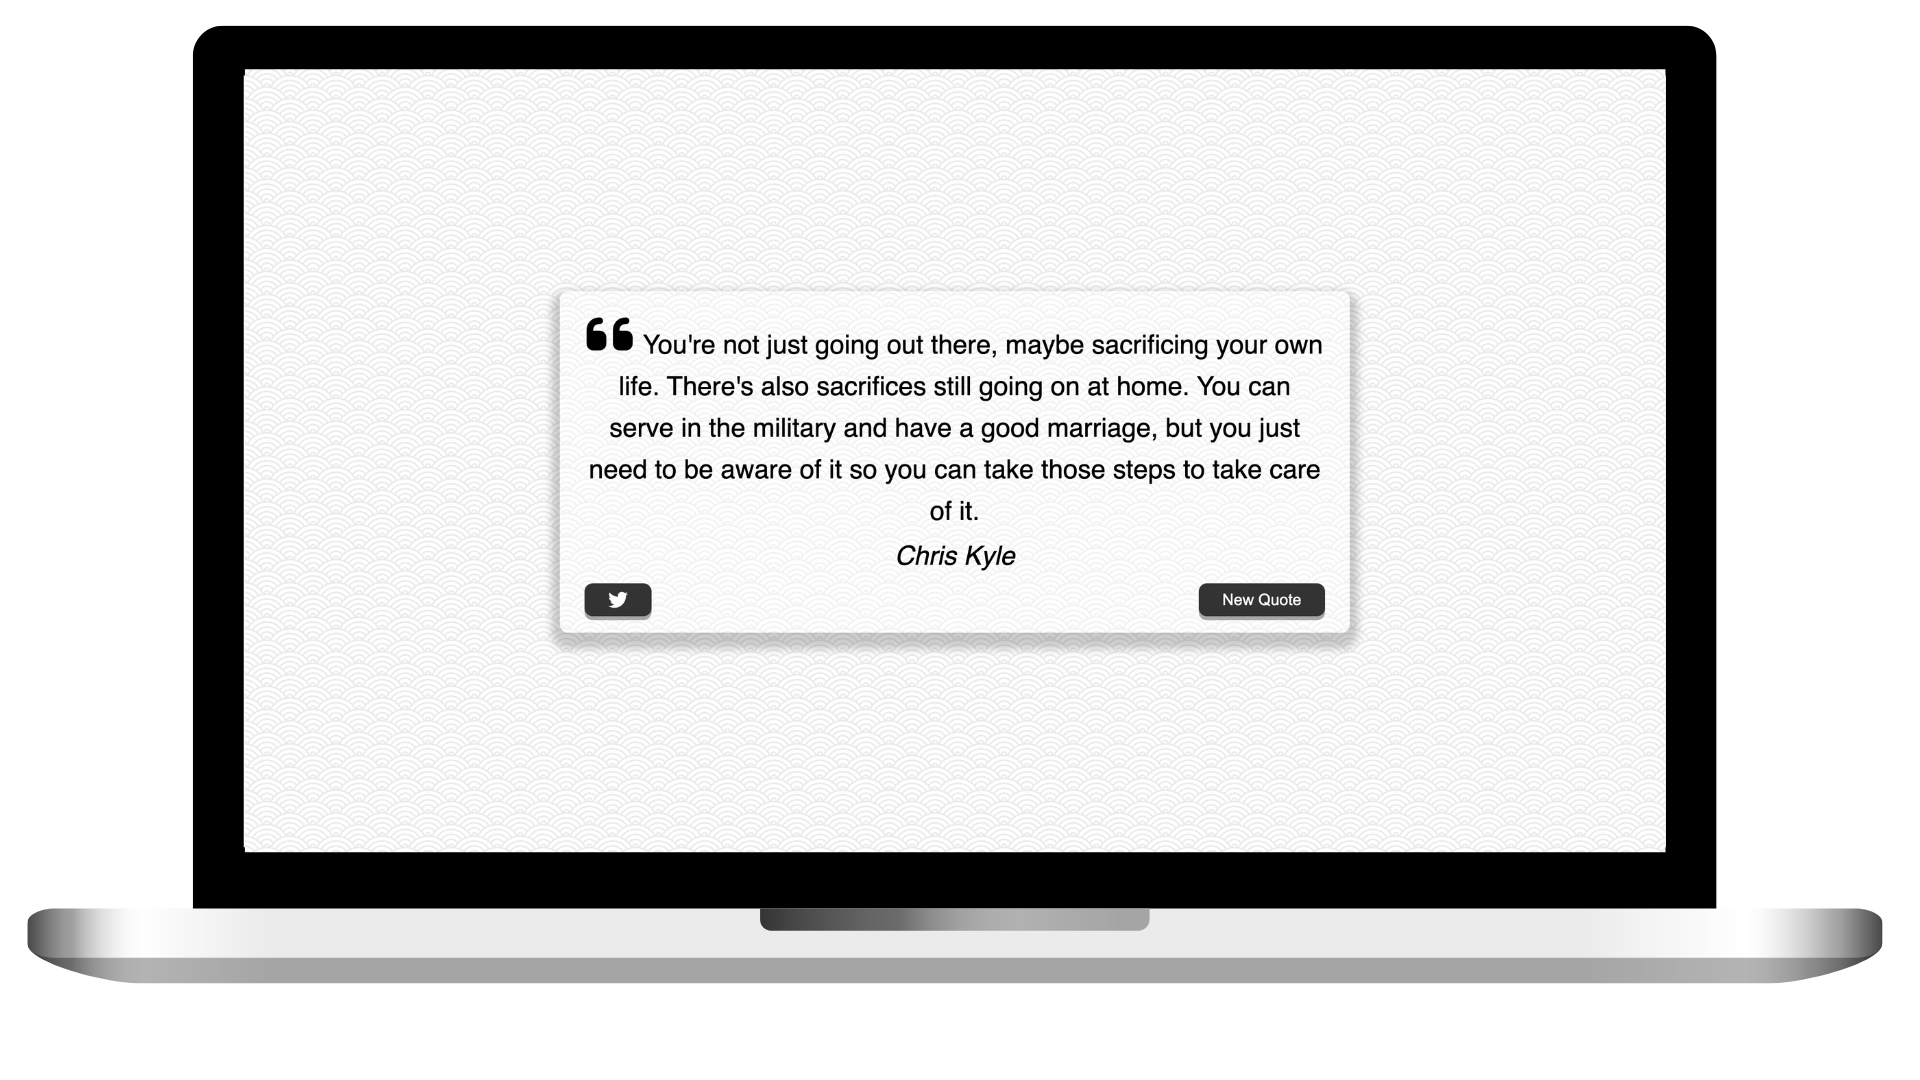 ❝ You're not just going out there, maybe sacrificing your own
life. There's also sacrifices still going on at home. You can
serve in the military and have a good marriage, but you just
need to be aware of it so you can take those steps to take care
of it.
Chris Kyle
New Quote